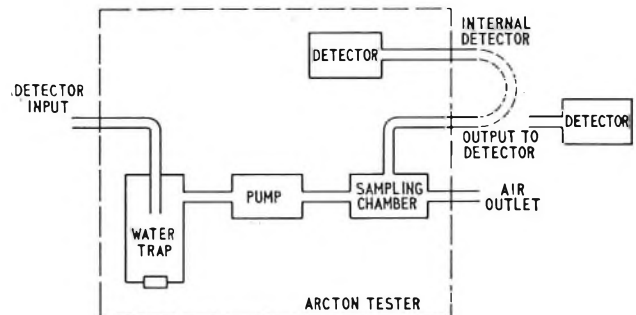 INTERNAL
DETECTOR
DETECTOR
DETECTOR
INPUT
DETECTOR
OUTPUT TO
DETECTOR
PUMP
SAMPLING
CHAMBER
AIR
OUTLET
WATER
TRAP
ARCTON TESTER